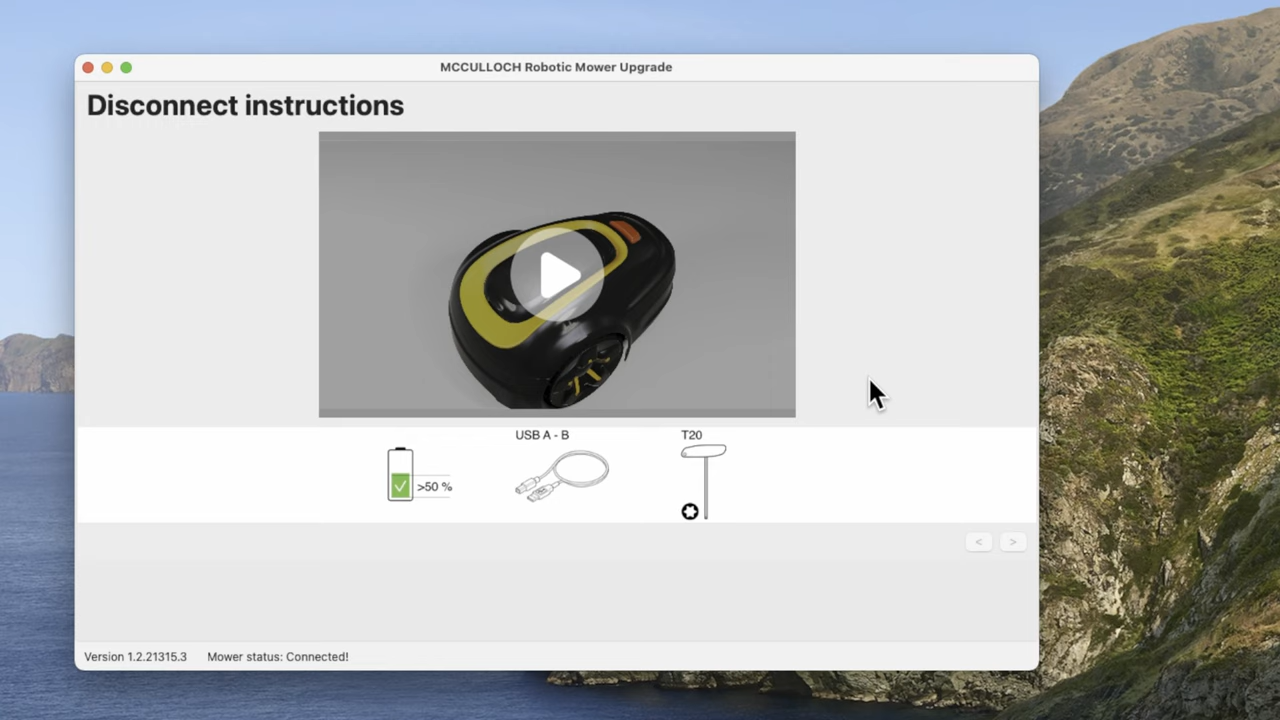 MCCULLOCH Robotic Mower Upgrade
Disconnect instructions
USB A - B
T20
>50 %
< >
Version 1.2.21315.3 Mower status: Connected!